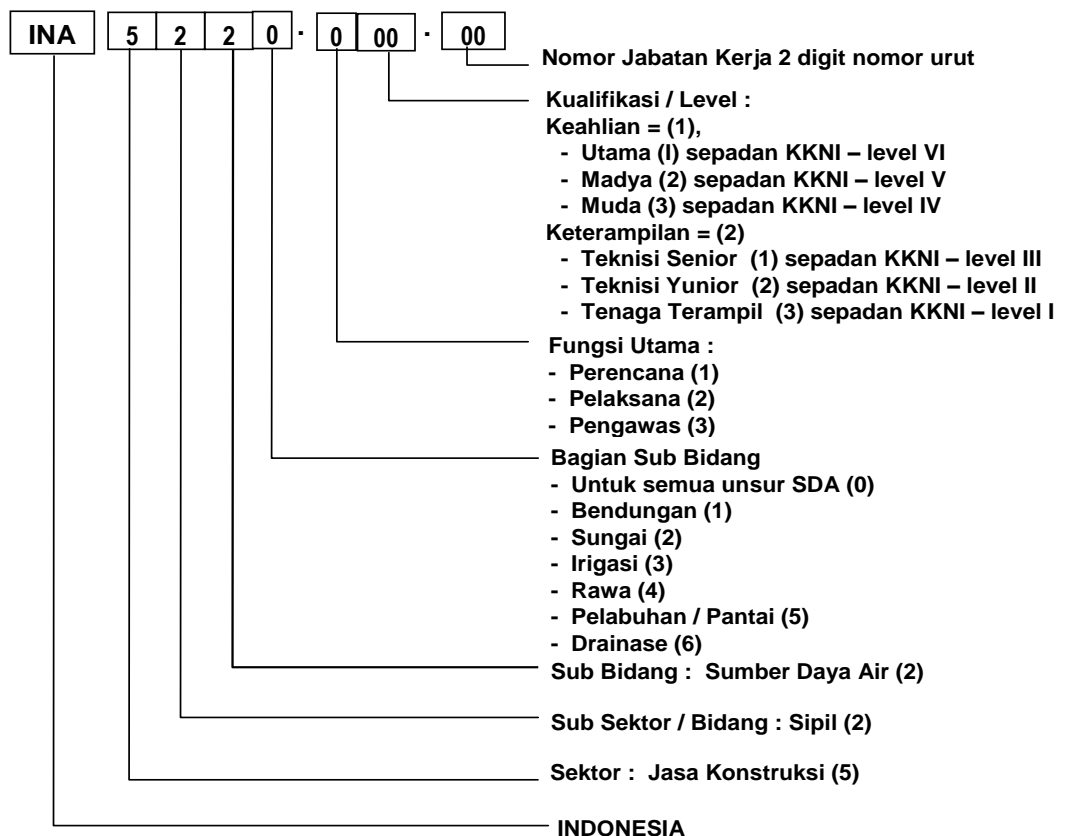 INA 5 2 2 0 . 0 00 . 00
Nomor Jabatan Kerja 2 digit nomor urut
Kualifikasi / Level :
Keahlian = (1),
- Utama (I) sepadan KKNI – level VI
- Madya (2) sepadan KKNI – level V
- Muda (3) sepadan KKNI – level IV
Keterampilan = (2)
- Teknisi Senior (1) sepadan KKNI – level III
- Teknisi Yunior (2) sepadan KKNI – level II
- Tenaga Terampil (3) sepadan KKNI – level I
Fungsi Utama :
- Perencana (1)
- Pelaksana (2)
- Pengawas (3)
Bagian Sub Bidang
- Untuk semua unsur SDA (0)
- Bendungan (1)
- Sungai (2)
- Irigasi (3)
- Rawa (4)
- Pelabuhan / Pantai (5)
- Drainase (6)
Sub Bidang : Sumber Daya Air (2)
Sub Sektor / Bidang : Sipil (2)
Sektor : Jasa Konstruksi (5)
INDONESIA